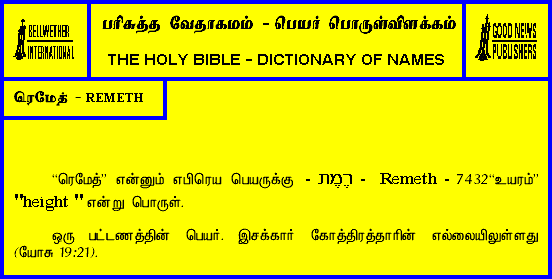 BELLWETHER
INTERNATIONAL
பரிசுத்த வேதாகமம் - பெயர் பொருள்விளக்கம்
THE HOLY BIBLE - DICTIONARY OF NAMES
GOOD NEWS
PUBLISHERS
ரெமேத் - REMETH
“ரெமேத்” என்னும் எபிரெய பெயருக்கு - רֶמֶת - Remeth - 7432“உயரம்”
"height " என்று பொருள்.
ஒரு பட்டணத்தின் பெயர். இசக்கார் கோத்திரத்தாரின் எல்லையிலுள்ளது
(யோசு 19:21).